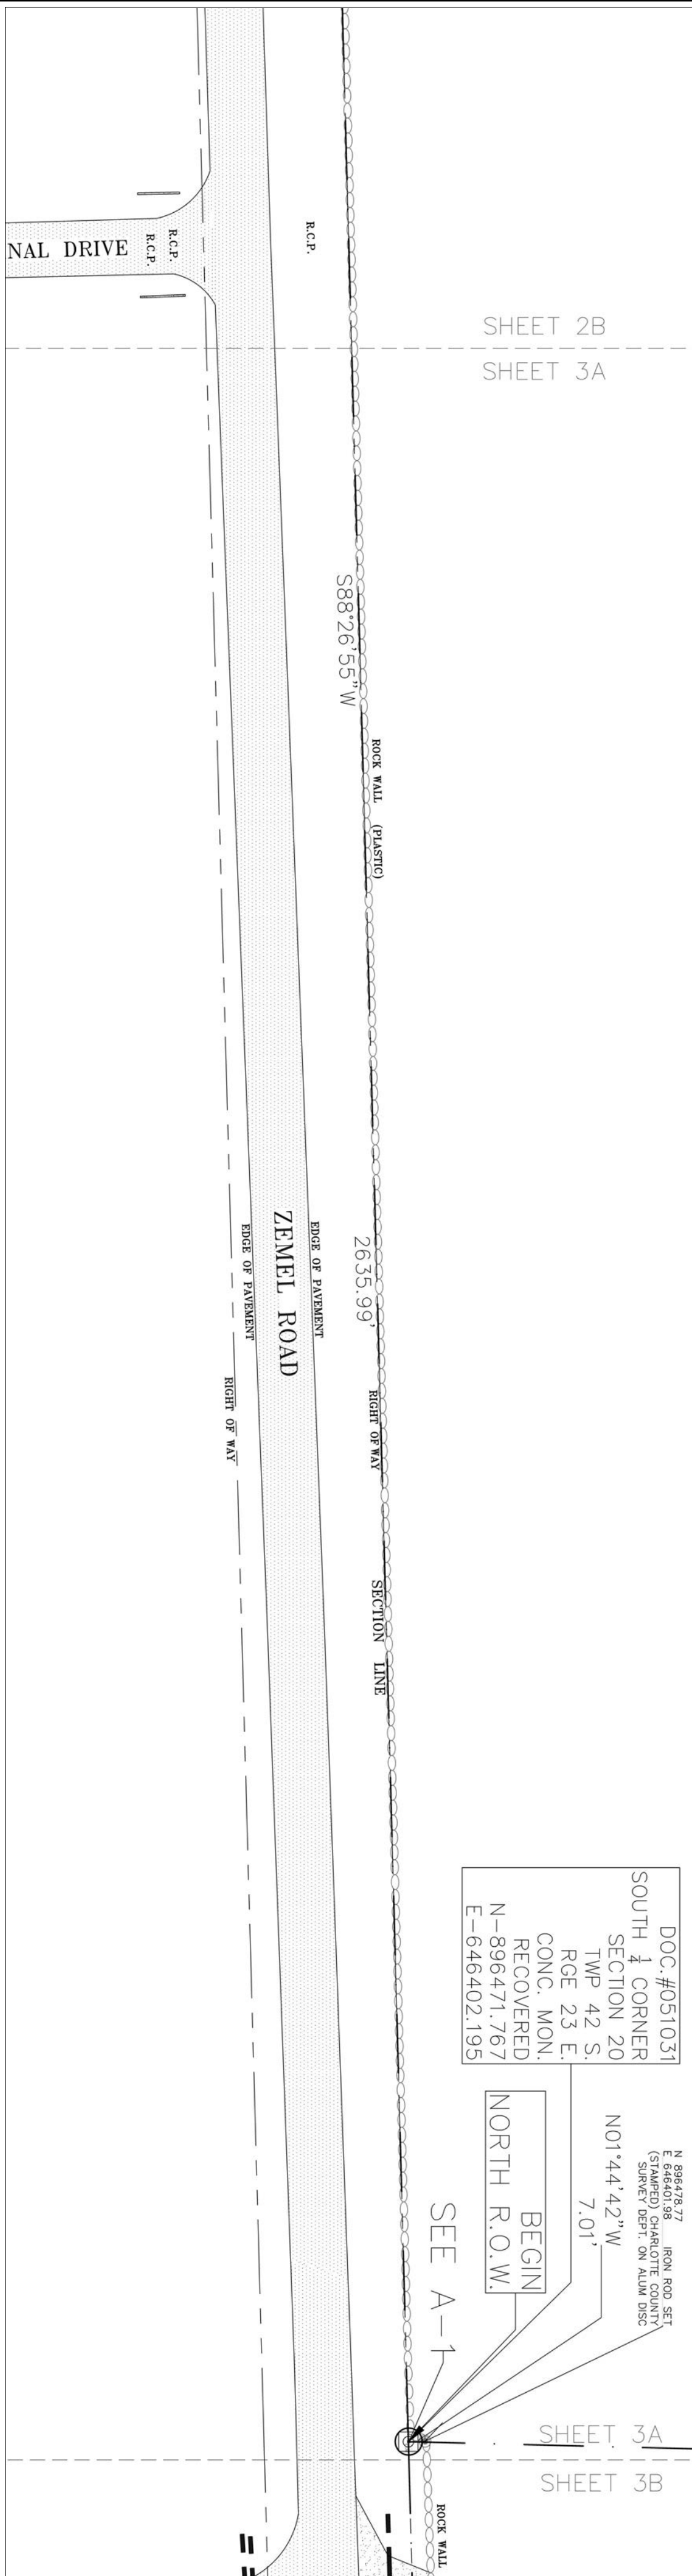 NAL DRIVE
R.C.P.
R.C.P.
R.C.P.
SHEET 2B
SHEET 3A
S88°26'55"W
ROCK WALL (PLASTIC)
ZEMEL ROAD
EDGE OF PAVEMENT
EDGE OF PAVEMENT
2635.99'
RIGHT OF WAY
RIGHT OF WAY
SECTION LINE
DOC.#051031
SOUTH 1/4 CORNER
SECTION 20
TWP 42 S.
RGE 23 E.
CONC. MON.
RECOVERED
N-896471.767
E-646402.195
N 896478.77
E 646401.98 IRON ROD SET
(STAMPED) CHARLOTTE COUNTY
SURVEY DEPT. ON ALUM DISC
N01°44'42"W
7.01'
BEGIN
NORTH R.O.W.
SEE A-1
SHEET 3A
SHEET 3B
ROCK WALL